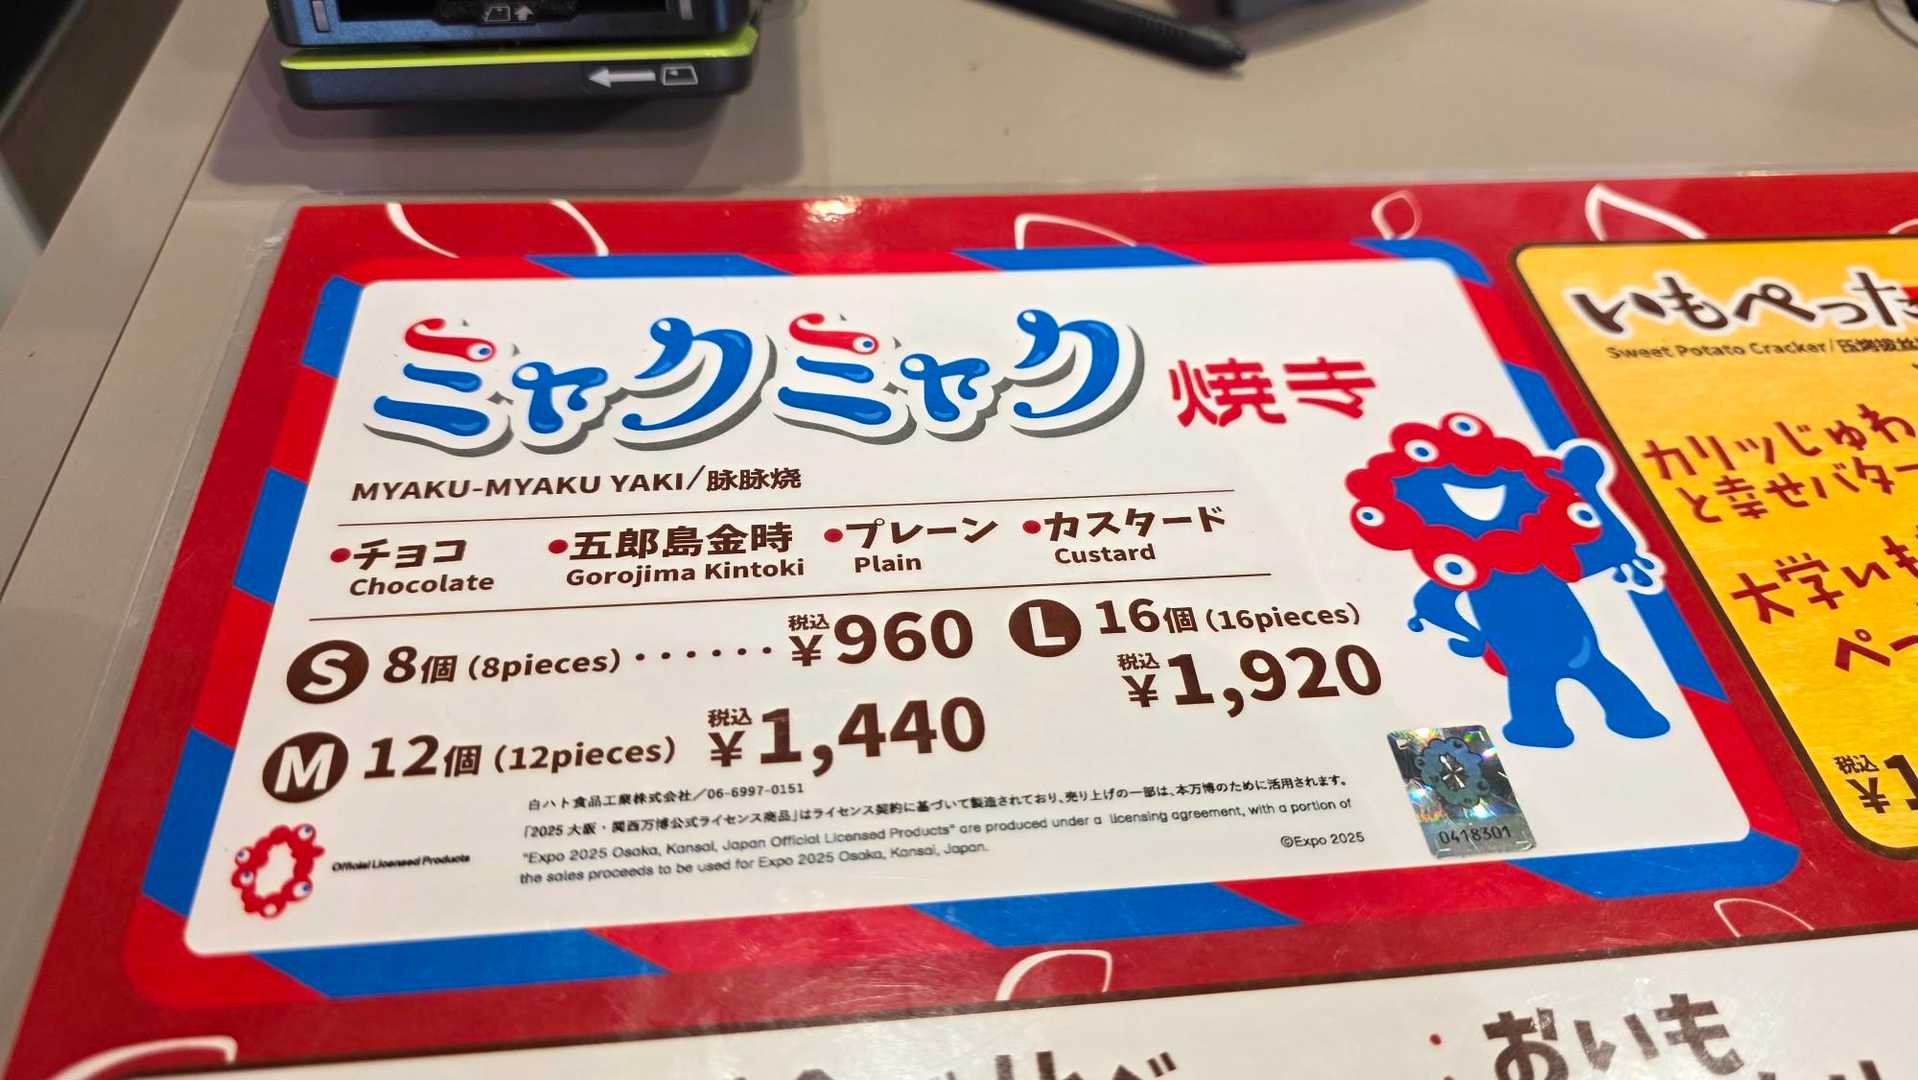 ミャクミャク焼き
MYAKU-MYAKU YAKI/脉脉烧
●チョコ ●五郎島金時 ●プレーン ●カスタード
Chocolate Gorojima Kintoki Plain Custard
S 8個 (8pieces) ・・・・・・ 税込 ¥960
M 12個 (12pieces) 税込 ¥1,440
L 16個 (16pieces)
税込 ¥1,920
白ハト食品工業株式会社/06-6997-0151
「2025 大阪・関西万博公式ライセンス商品」はライセンス契約に基づいて製造されており、売り上げの一部は、本万博のために活用されます。
"Expo 2025 Osaka, Kansai, Japan Official Licensed Products" are produced under a licensing agreement, with a portion of
the sales proceeds to be used for Expo 2025 Osaka, Kansai, Japan.
Official Licensed Products
©Expo 2025
0418301
いもぺった
Sweet Potato Cracker/
カリッじゅわ
と幸せバター
大学いも
ペー
税込
¥1
おいも